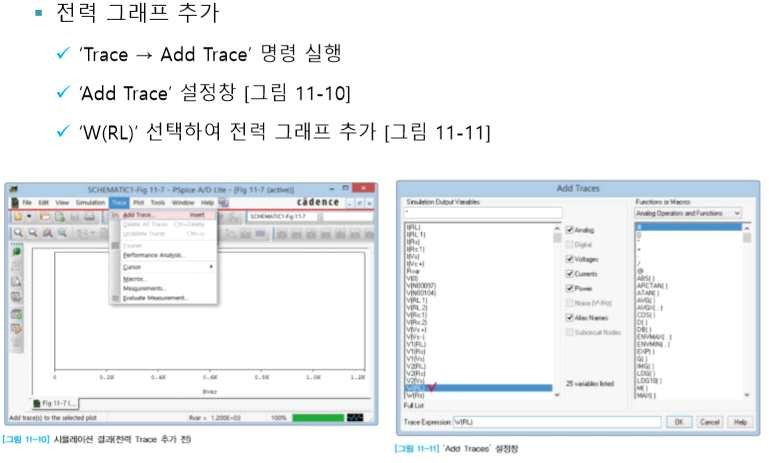 전력 그래프 추가
'Trace → Add Trace' 명령 실행
'Add Trace' 설정창 [그림 11-10]
'W(RL)' 선택하여 전력 그래프 추가 [그림 11-11]
SCHEMATIC1-Fig 11-7 - PSpice A/D Lite - [Fig 11-7 (active)]
File Edit View Simulation Trace Plot Tools Window Help
cādence
SCHEMATIC1-Fig 11-7
Add Trace... Insert
Delete All Traces Ctrl+Delete
Undelete Traces Ctrl+U
Fourier
Performance Analysis...
Cursor
Macros...
Measurements...
Evaluate Measurement...
0 0.2K 0.4K 0.6K 0.8K 1.0K 1.2K
Rvar
Fig 11-7 (...
Add trace(s) to the selected plot
Rvar = 1.200E+03
100%
[그림 11-10] 시뮬레이션 결과(전력 Trace 추가 전)
Add Traces
Simulation Output Variables
*
I(RL)
I(RL:1)
I(Rs)
I(Rs:1)
I(Vs)
I(Vs:+)
Rvar
V(0)
V(N00097)
V(N00104)
V(RL:1)
V(RL:2)
V(Rs:1)
V(Rs:2)
V(Vs:+)
V(Vs:-)
V1(RL)
V1(Rs)
V1(Vs)
V2(RL)
V2(Rs)
V2(Vs)
W(RL)
W(Rs)
Analog
Digital
Voltages
Currents
Power
Noise (V²/Hz)
Alias Names
Subcircuit Nodes
25 variables listed
Functions or Macros
Analog Operators and Functions
#
()
*
+
-
/
@
ABS( )
ARCTAN( )
ATAN( )
AVG( )
AVGX( , )
COS( )
D( )
DB( )
ENVMAX( , )
ENVMIN( , )
EXP( )
G( )
IMG( )
LOG( )
LOG10( )
M( )
MAX( )
Full List
Trace Expression: W(RL)
OK Cancel Help
[그림 11-11] 'Add Traces' 설정창